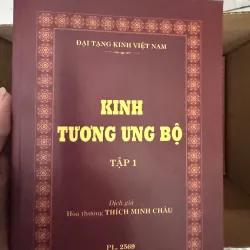 ĐẠI TẠNG KINH VIỆT NAM
KINH
TƯƠNG ƯNG BỘ
TẬP 1
Dịch giả
Hòa thượng THÍCH MINH CHÂU
PL. 2569